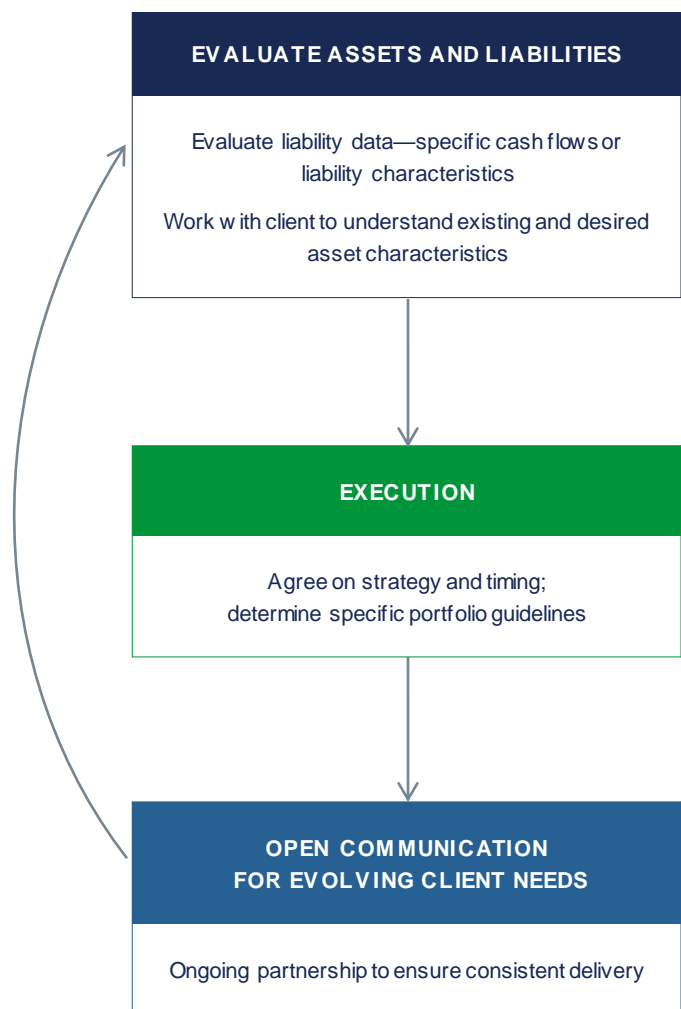 EVALUATE ASSETS AND LIABILITIES
Evaluate liability data—specific cash flows or
liability characteristics
Work with client to understand existing and desired
asset characteristics
EXECUTION
Agree on strategy and timing;
determine specific portfolio guidelines
OPEN COMMUNICATION
FOR EVOLVING CLIENT NEEDS
Ongoing partnership to ensure consistent delivery